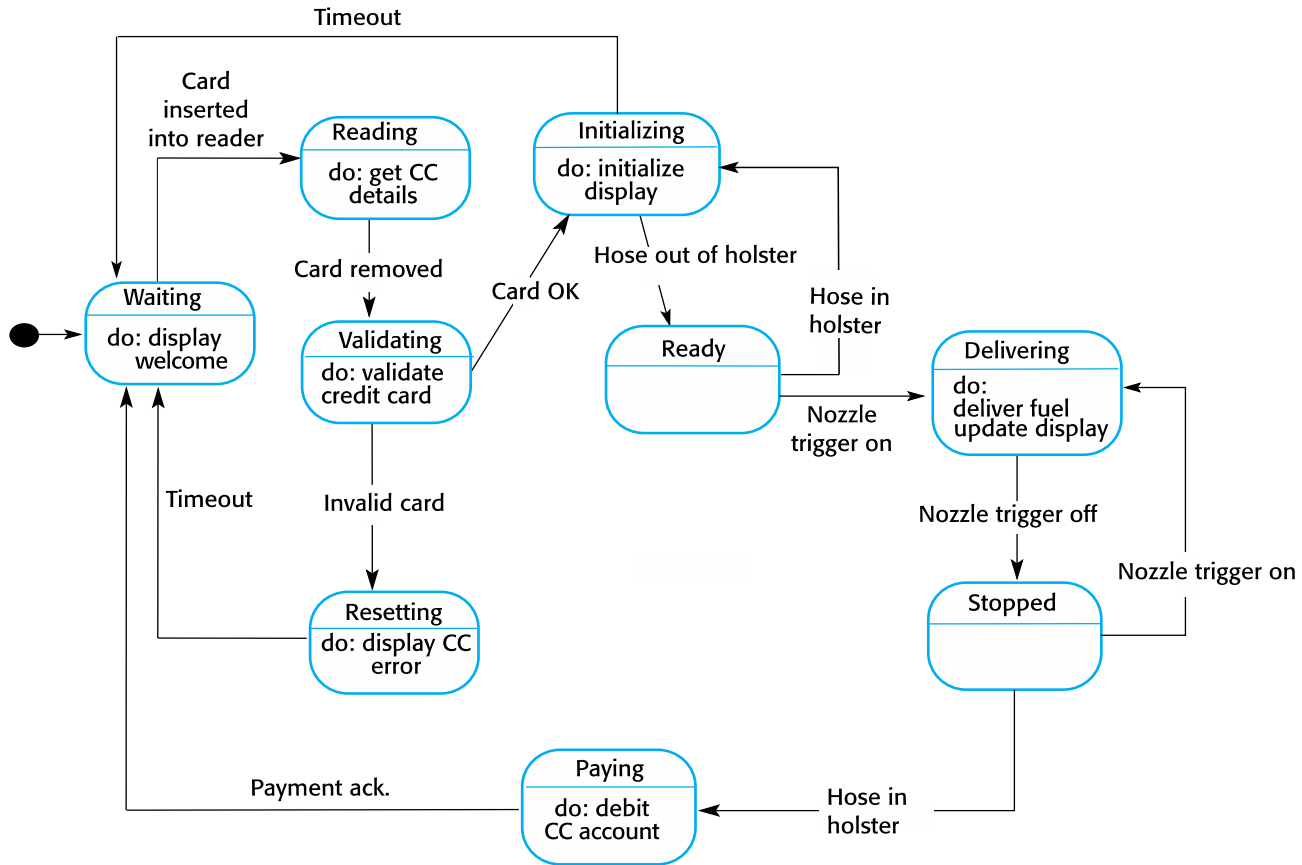 Timeout
Card
inserted
into reader
Reading
do: get CC
details
Initializing
do: initialize
display
Card removed
Hose out of holster
Card OK
Hose in
holster
Waiting
do: display
welcome
Validating
do: validate
credit card
Ready
Delivering
do:
deliver fuel
update display
Nozzle
trigger on
Timeout
Invalid card
Nozzle trigger off
Nozzle trigger on
Resetting
do: display CC
error
Stopped
Paying
do: debit
CC account
Payment ack.
Hose in
holster